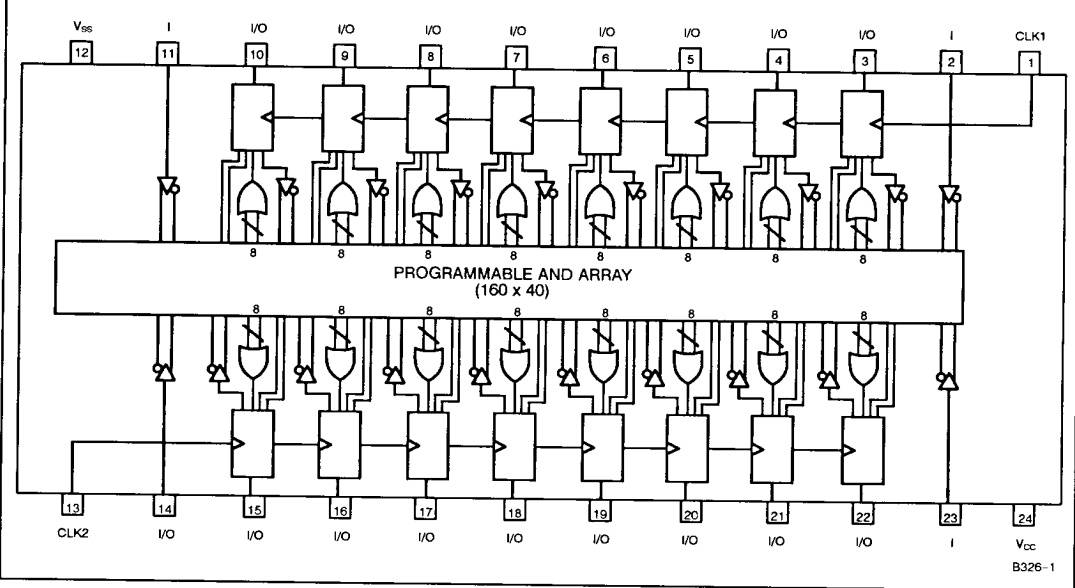 V_SS I I/O I/O I/O I/O I/O I/O I/O I/O I CLK1
12 11 10 9 8 7 6 5 4 3 2 1
8 8 8 8 8 8 8 8
PROGRAMMABLE AND ARRAY
(160 x 40)
8 8 8 8 8 8 8 8
13 14 15 16 17 18 19 20 21 22 23 24
CLK2 I/O I/O I/O I/O I/O I/O I/O I/O I/O I V_CC
B326-1